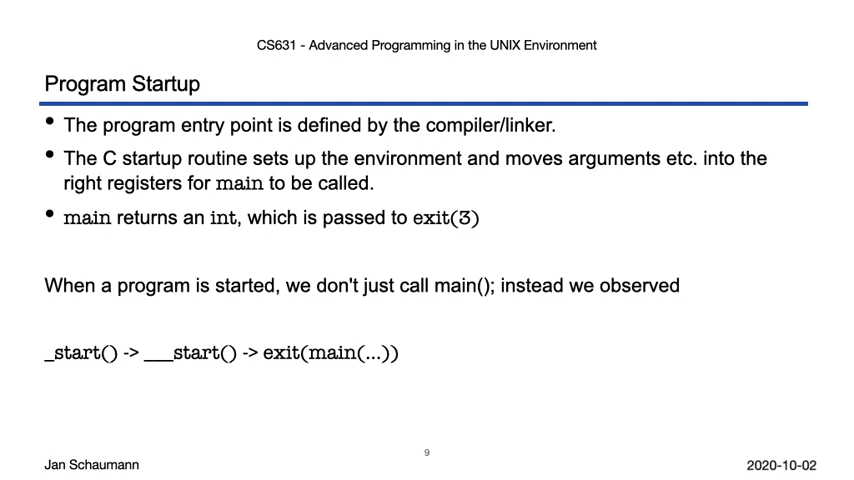 CS631 - Advanced Programming in the UNIX Environment
Program Startup
• The program entry point is defined by the compiler/linker.
• The C startup routine sets up the environment and moves arguments etc. into the
right registers for main to be called.
• main returns an int, which is passed to exit(3)
When a program is started, we don't just call main(); instead we observed
_start() -> ___start() -> exit(main(...))
9
Jan Schaumann
2020-10-02